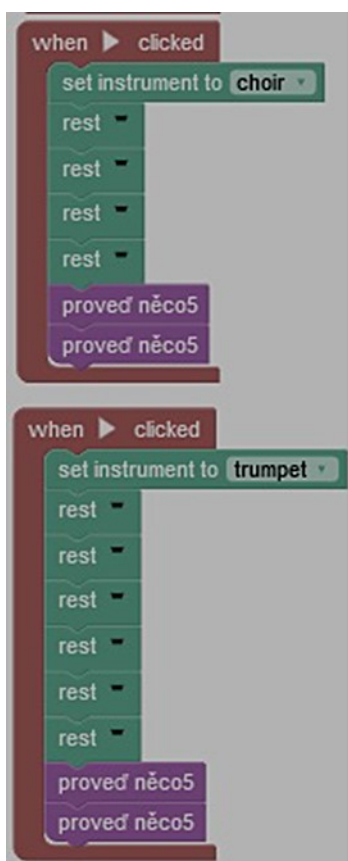 when clicked
set instrument to choir
rest
rest
rest
rest
proveď něco5
proveď něco5
when clicked
set instrument to trumpet
rest
rest
rest
rest
rest
rest
proveď něco5
proveď něco5